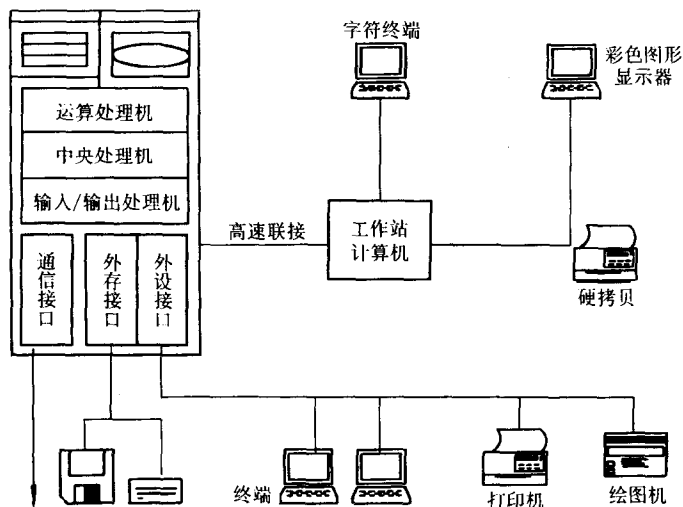 字符终端
彩色图形
显示器
运算处理机
中央处理机
输入/输出处理机
高速联接
工作站
计算机
通信接口
外存接口
外设接口
硬拷贝
终端
打印机
绘图机